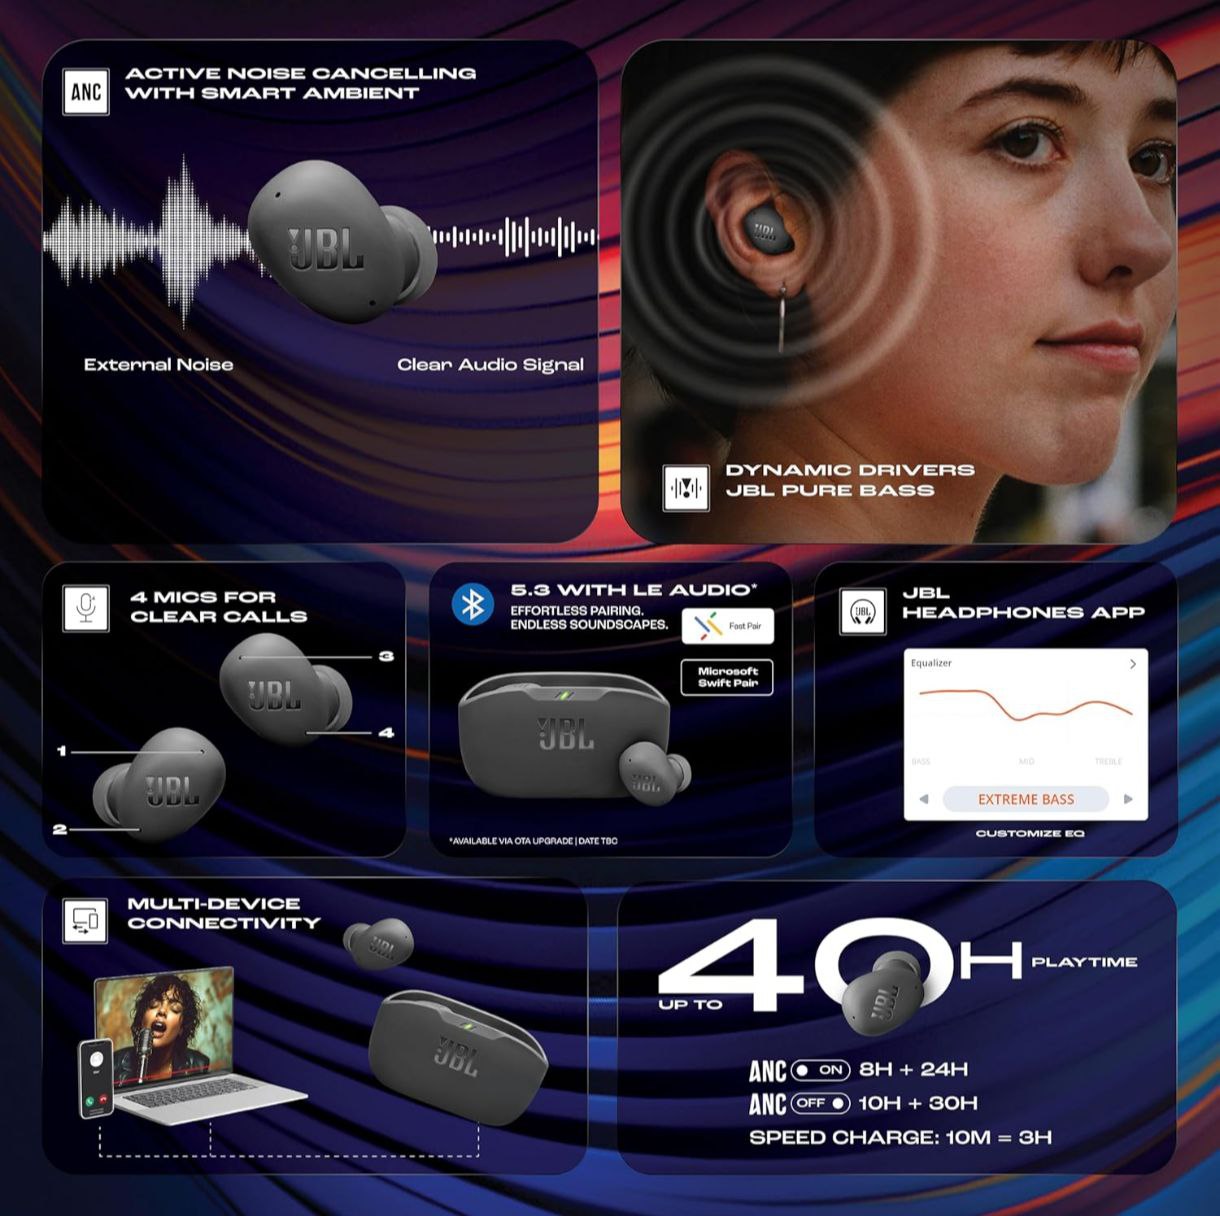 ANC
ACTIVE NOISE CANCELLING
WITH SMART AMBIENT
JBL
External Noise
Clear Audio Signal
JBL
DYNAMIC DRIVERS
JBL PURE BASS
4 MICS FOR
CLEAR CALLS
3
JBL
4
1
JBL
2
5.3 WITH LE AUDIO*
EFFORTLESS PAIRING.
ENDLESS SOUNDSCAPES.
Fast Pair
Microsoft
Swift Pair
JBL
JBL
*AVAILABLE VIA OTA UPGRADE | DATE TBC
JBL
JBL
HEADPHONES APP
Equalizer
BASS
MID
TREBLE
EXTREME BASS
CUSTOMIZE EQ
MULTI-DEVICE
CONNECTIVITY
JBL
JBL
UP TO 40H PLAYTIME
JBL
ANC ON 8H + 24H
ANC OFF 10H + 30H
SPEED CHARGE: 10M = 3H